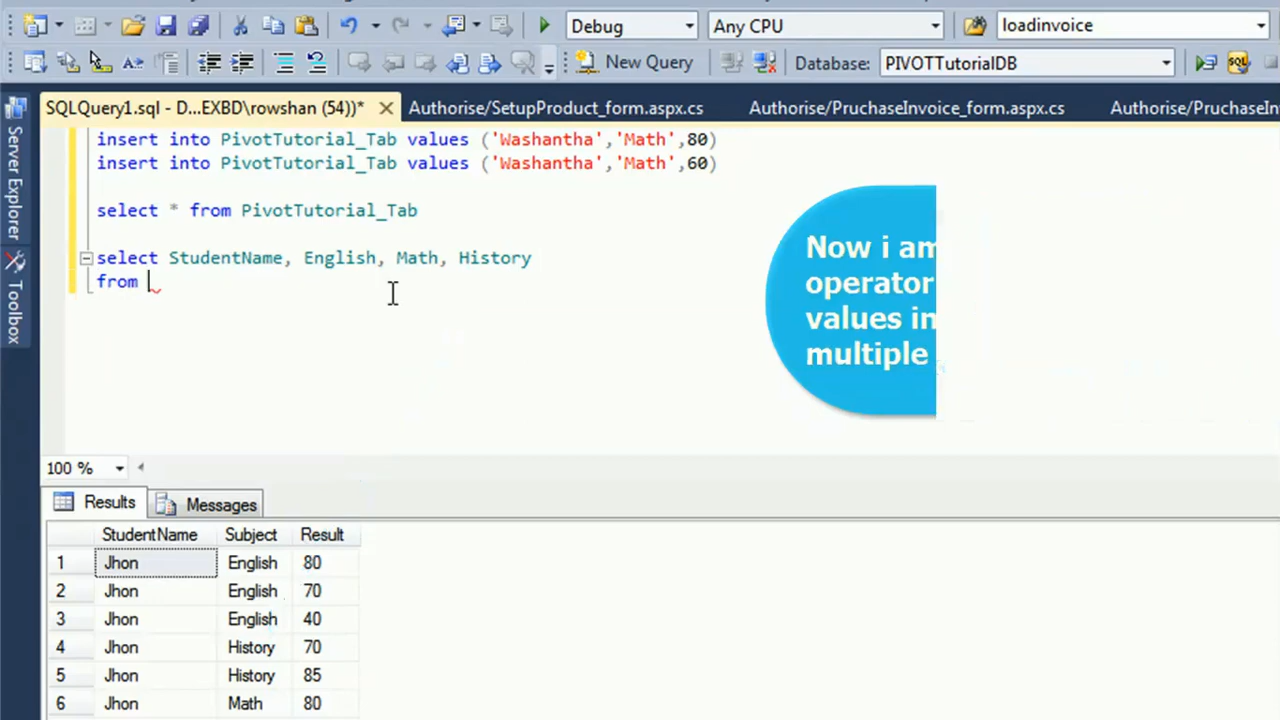 Debug
Any CPU
loadinvoice
New Query
Database:
PIVOTTutorialDB
SQLQuery1.sql - D...EXBD\rowshan (54))*
Authorise/SetupProduct_form.aspx.cs
Authorise/PruchaseInvoice_form.aspx.cs
Authorise/PruchaseIn
Server Explorer
Toolbox
insert into PivotTutorial_Tab values ('Washantha','Math',80)
insert into PivotTutorial_Tab values ('Washantha','Math',60)
select * from PivotTutorial_Tab
select StudentName, English, Math, History
from
Now i am
operator
values in
multiple
100 %
Results
Messages
StudentName Subject Result
1 Jhon English 80
2 Jhon English 70
3 Jhon English 40
4 Jhon History 70
5 Jhon History 85
6 Jhon Math 80